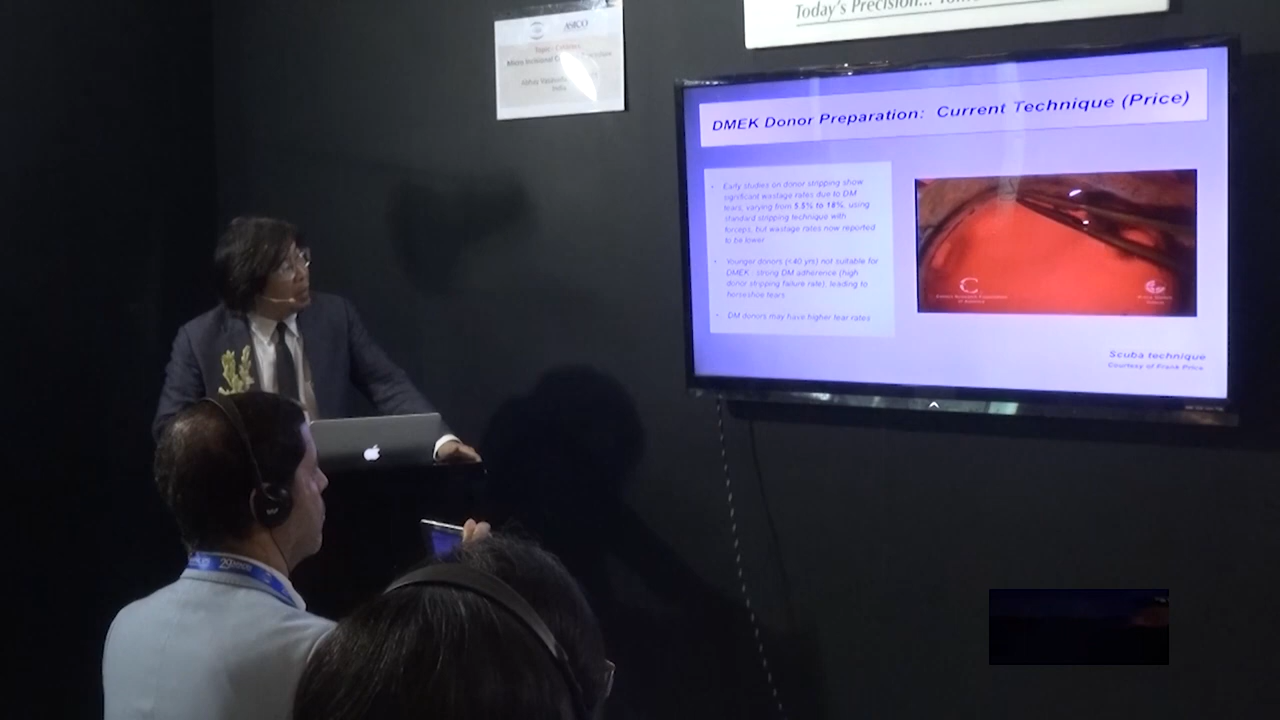 Today's Precision...
ASICO
DMEK Donor Preparation: Current Technique (Price)
• Early studies on donor stripping show
significant wastage rates due to DM
tears, varying from 5.5% to 18%, using
standard stripping technique with
forceps, but wastage rates now reported
to be lower
• Younger donors (<40 yrs) not suitable for
DMEK - strong DM adherence (high
donor stripping failure rate), leading to
horseshoe tears.
• DM donors may have higher tear rates
Scuba technique
Courtesy of Frank Price